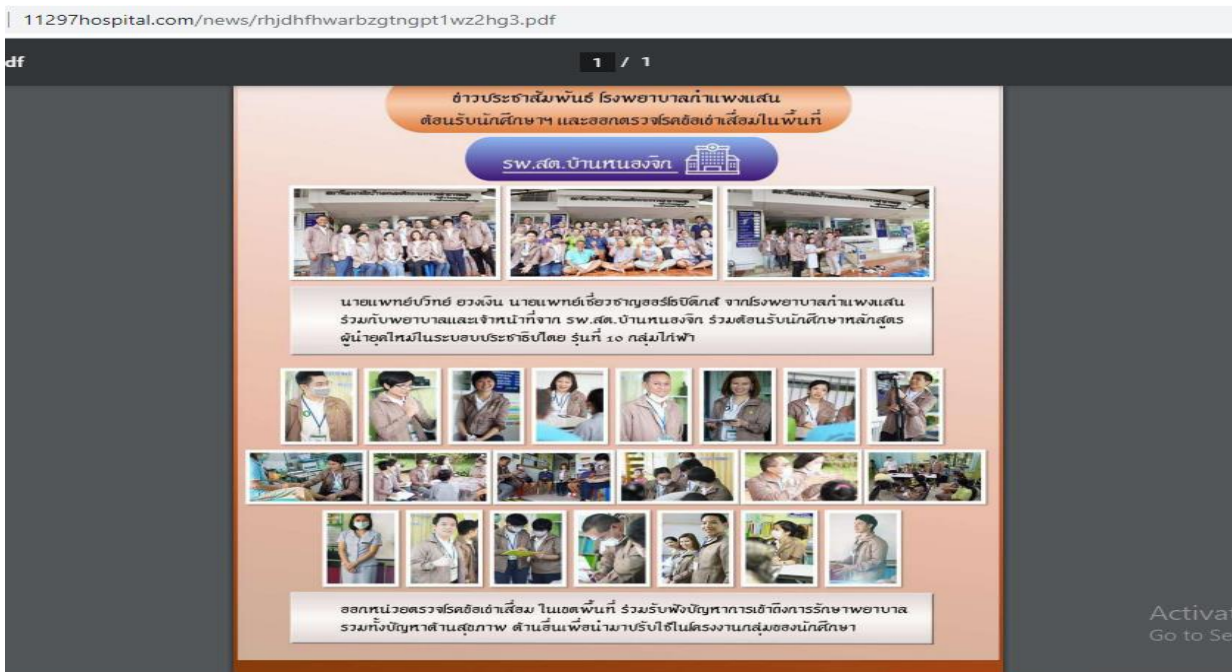 11297hospital.com/news/rhjdhfhwarbzgtngpt1wz2hg3.pdf
df
1 / 1
ข่าวประชาสัมพันธ์ โรงพยาบาลกำแพงแสน
ต้อนรับนักศึกษาฯ และออกตรวจโรคข้อเข่าเสื่อมในพื้นที่
รพ.สต.บ้านหนองจิก
นายแพทย์ปวิทย์ ยวงเงิน นายแพทย์เชี่ยวชาญออร์โธปิดิกส์ จากโรงพยาบาลกำแพงแสน
ร่วมกับพยาบาลและเจ้าหน้าที่จาก รพ.สต.บ้านหนองจิก ร่วมต้อนรับนักศึกษาหลักสูตร
ผู้นำยุคใหม่ในระบอบประชาธิปไตย รุ่นที่ 10 กลุ่มไก่ฟ้า
ออกหน่วยตรวจโรคข้อเข่าเสื่อม ในเขตพื้นที่ ร่วมรับฟังปัญหาการเข้าถึงการรักษาพยาบาล
รวมทั้งปัญหาด้านสุขภาพ ด้านอื่นเพื่อนำมาปรับใช้ในโครงงานกลุ่มของนักศึกษา
Activat
Go to Se